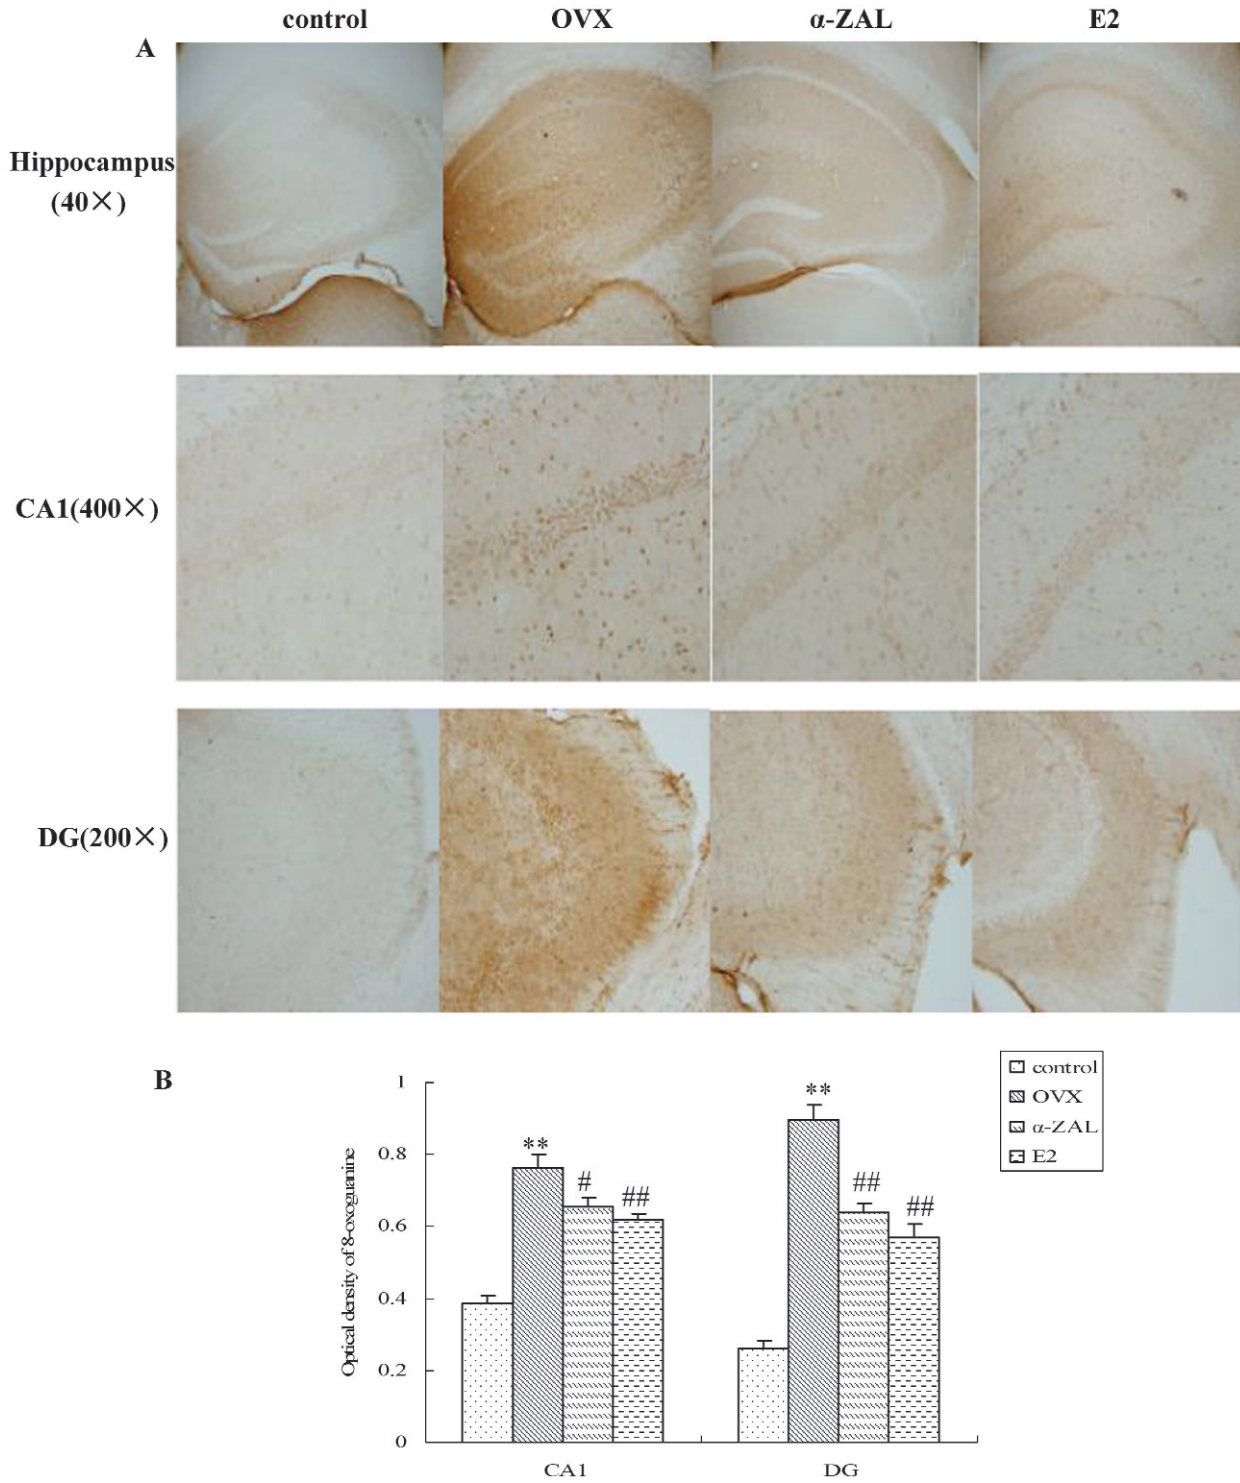 control OVX α-ZAL E2
A
Hippocampus
(40×)
CA1(400×)
DG(200×)
B
control
OVX
α-ZAL
E2
Optical density of 8-oxoguanine
1
0.8
0.6
0.4
0.2
0
** # ##
** ## ##
CA1 DG